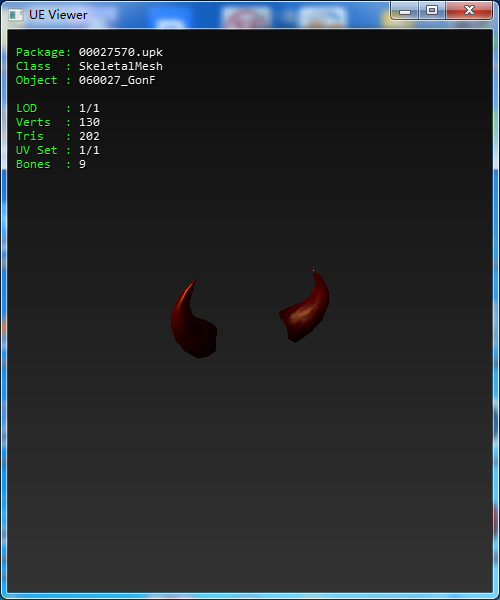 UE Viewer
Package: 00027570.upk
Class : SkeletalMesh
Object : 060027_GonF
LOD : 1/1
Verts : 130
Tris : 202
UV Set : 1/1
Bones : 9